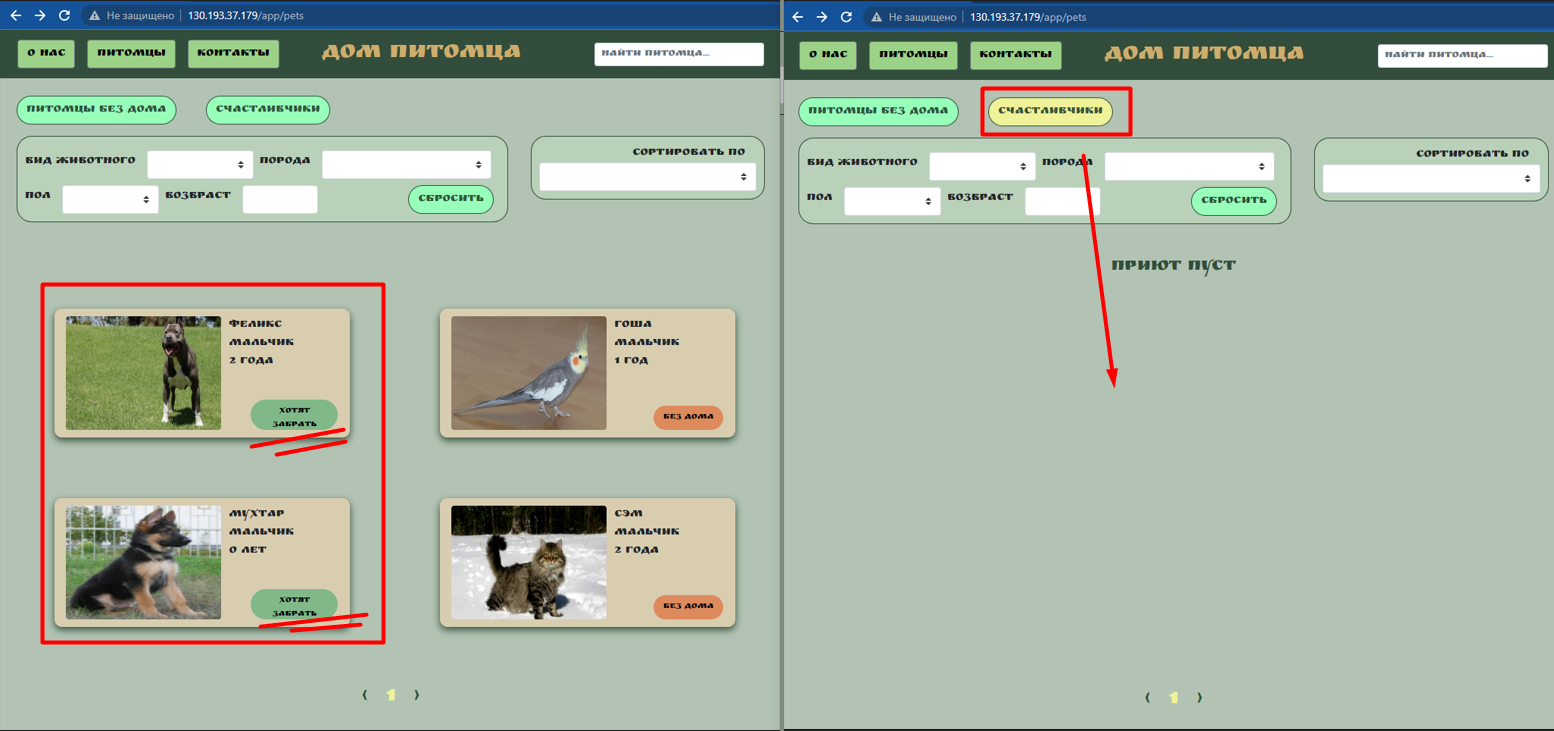 Не защищено 130.193.37.179/app/pets
О НАС ПИТОМЦЫ КОНТАКТЫ ДОМ ПИТОМЦА НАЙТИ ПИТОМЦА...
ПИТОМЦЫ БЕЗ ДОМА СЧАСТЛИВЧИКИ
ВИД ЖИВОТНОГО ПОРОДА СОРТИРОВАТЬ ПО
ПОЛ ВОЗРАСТ СБРОСИТЬ
ФЕЛИКС
МАЛЬЧИК
2 ГОДА
ХОТЯТ
ЗАБРАТЬ
ГОША
МАЛЬЧИК
1 ГОД
БЕЗ ДОМА
МУХТАР
МАЛЬЧИК
0 ЛЕТ
ХОТЯТ
ЗАБРАТЬ
СЭМ
МАЛЬЧИК
2 ГОДА
БЕЗ ДОМА
‹ 1 ›
Не защищено 130.193.37.179/app/pets
О НАС ПИТОМЦЫ КОНТАКТЫ ДОМ ПИТОМЦА НАЙТИ ПИТОМЦА...
ПИТОМЦЫ БЕЗ ДОМА СЧАСТЛИВЧИКИ
ВИД ЖИВОТНОГО ПОРОДА СОРТИРОВАТЬ ПО
ПОЛ ВОЗРАСТ СБРОСИТЬ
ПРИЮТ ПУСТ
‹ 1 ›